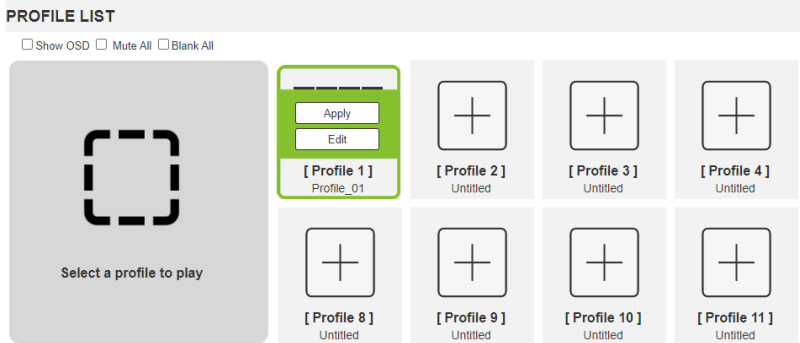 PROFILE LIST
Show OSD Mute All Blank All
Select a profile to play
Apply
Edit
[ Profile 1 ]
Profile_01
[ Profile 2 ]
Untitled
[ Profile 3 ]
Untitled
[ Profile 4 ]
Untitled
[ Profile 8 ]
Untitled
[ Profile 9 ]
Untitled
[ Profile 10 ]
Untitled
[ Profile 11 ]
Untitled